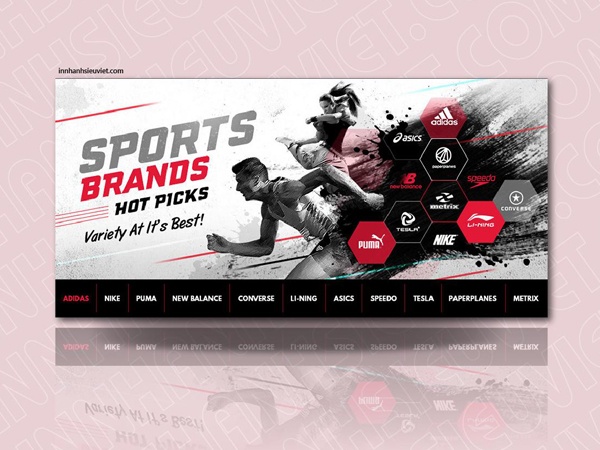 innhanhsieuviet.com
SPORTS
BRANDS
HOT PICKS
Variety At It's Best!
adidas
asics
paperplanes
new balance
speedo
metrix
CONVERSE
TESLA
LI-NING
PUMA
NIKE
ADIDAS NIKE PUMA NEW BALANCE CONVERSE LI-NING ASICS SPEEDO TESLA PAPERPLANES METRIX